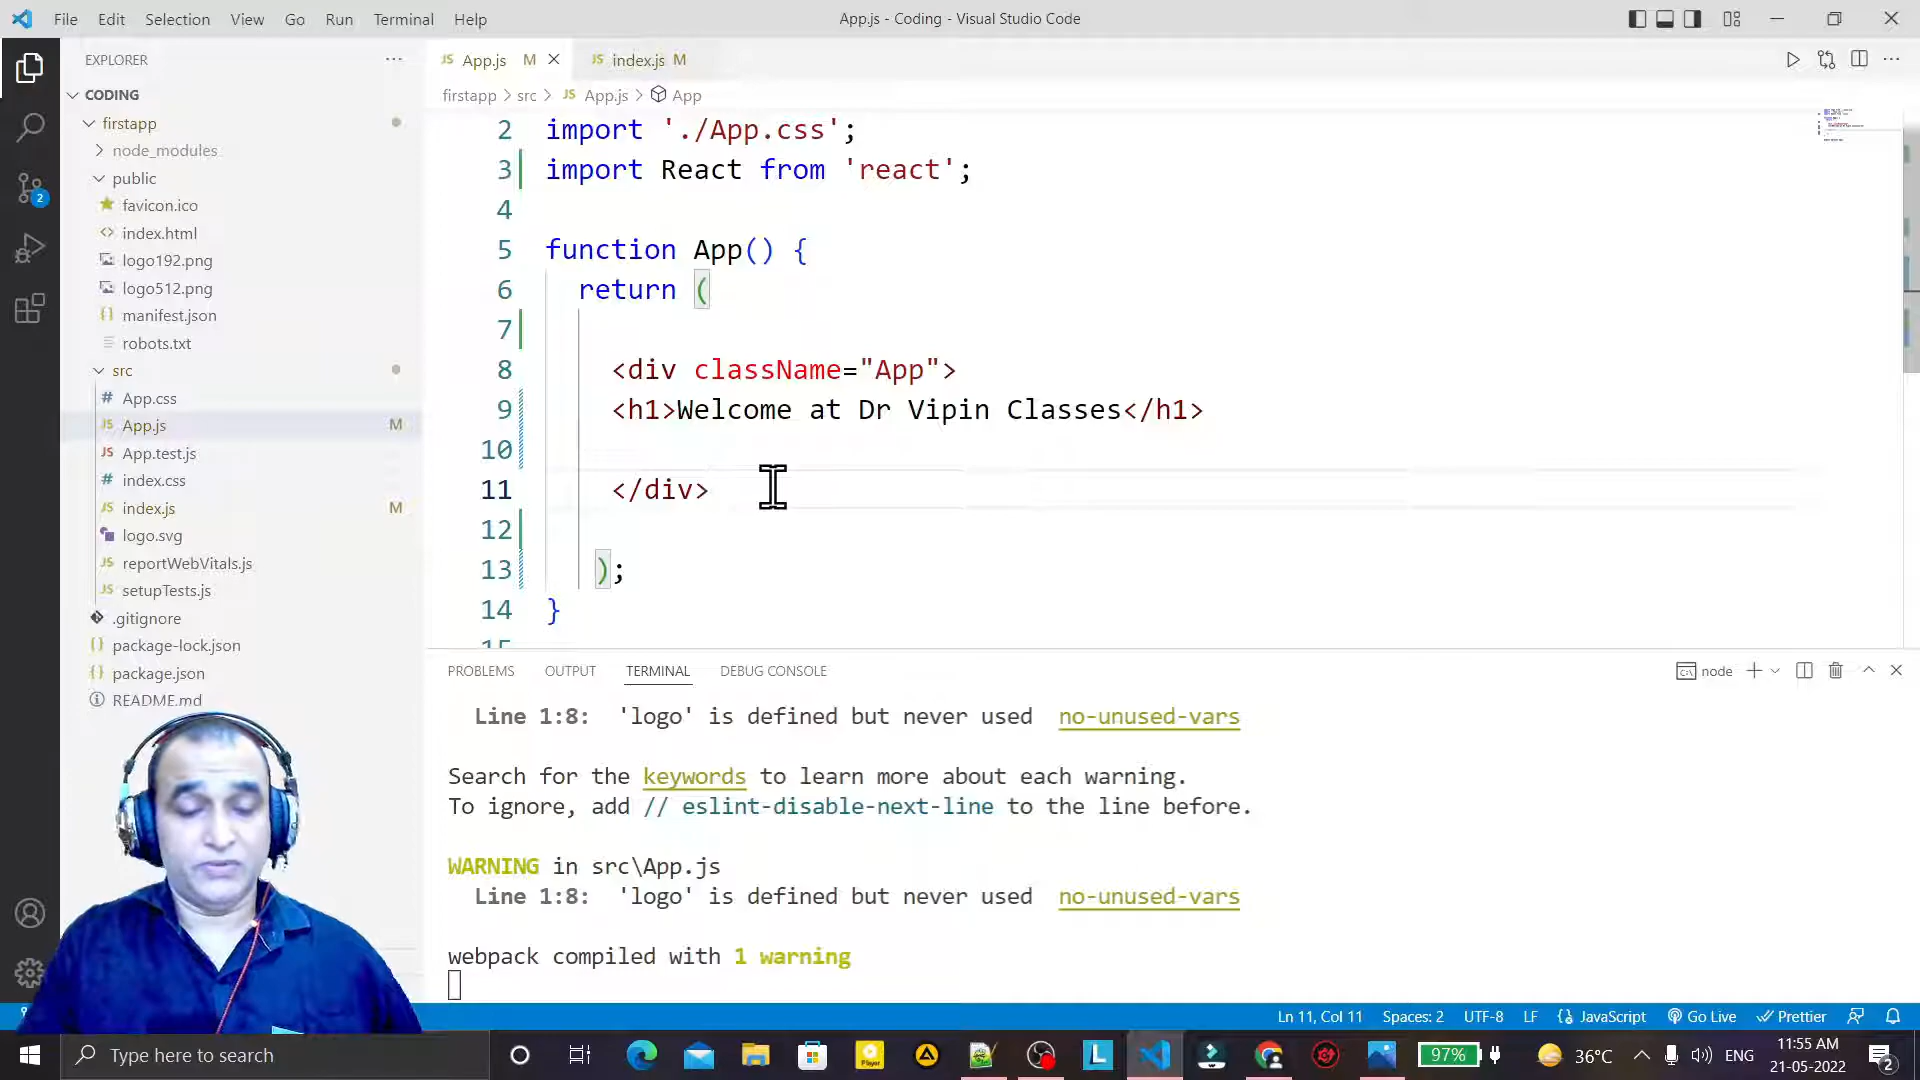 File Edit Selection View Go Run Terminal Help
App.js - Coding - Visual Studio Code
EXPLORER
CODING
firstapp
node_modules
public
favicon.ico
index.html
logo192.png
logo512.png
manifest.json
robots.txt
src
App.css
App.js M
App.test.js
index.css
index.js M
logo.svg
reportWebVitals.js
setupTests.js
.gitignore
package-lock.json
package.json
README.md
2
JS App.js M
JS index.js M
firstapp > src > JS App.js > App
2 import './App.css';
3 import React from 'react';
4
5 function App() {
6 return (
7
8 <div className="App">
9 <h1>Welcome at Dr Vipin Classes</h1>
10
11 </div>
12
13 );
14 }
15
PROBLEMS OUTPUT TERMINAL DEBUG CONSOLE
node
Line 1:8: 'logo' is defined but never used no-unused-vars
Search for the keywords to learn more about each warning.
To ignore, add // eslint-disable-next-line to the line before.
WARNING in src\App.js
Line 1:8: 'logo' is defined but never used no-unused-vars
webpack compiled with 1 warning
Ln 11, Col 11 Spaces: 2 UTF-8 LF {} JavaScript Go Live Prettier
Type here to search
97% 36°C ENG
11:55 AM
21-05-2022
2